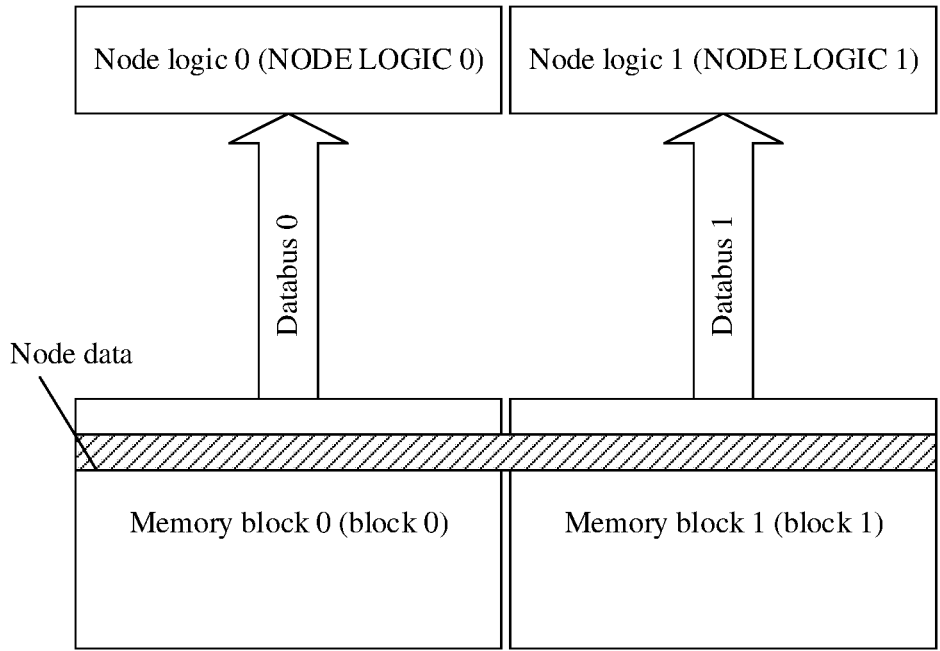 Node logic 0 (NODE LOGIC 0)
Node logic 1 (NODE LOGIC 1)
Databus 0
Databus 1
Node data
Memory block 0 (block 0)
Memory block 1 (block 1)